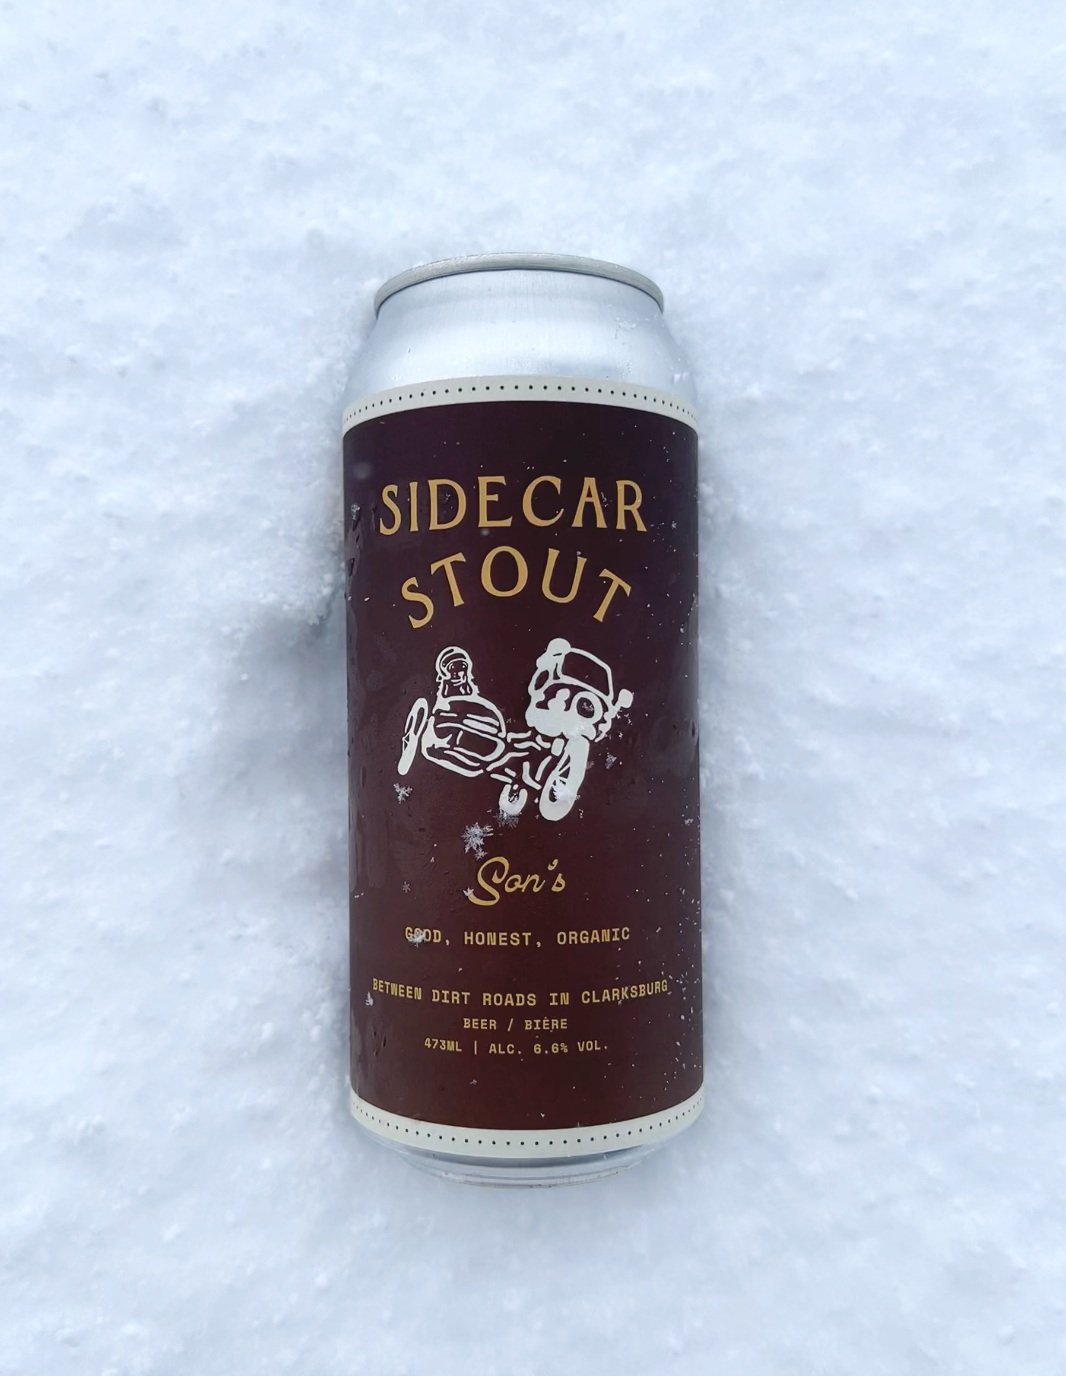 SIDECAR
STOUT
Son's
GOOD, HONEST, ORGANIC
BETWEEN DIRT ROADS IN CLARKSBURG
BEER / BIÈRE
473ML | ALC. 6.6% VOL.